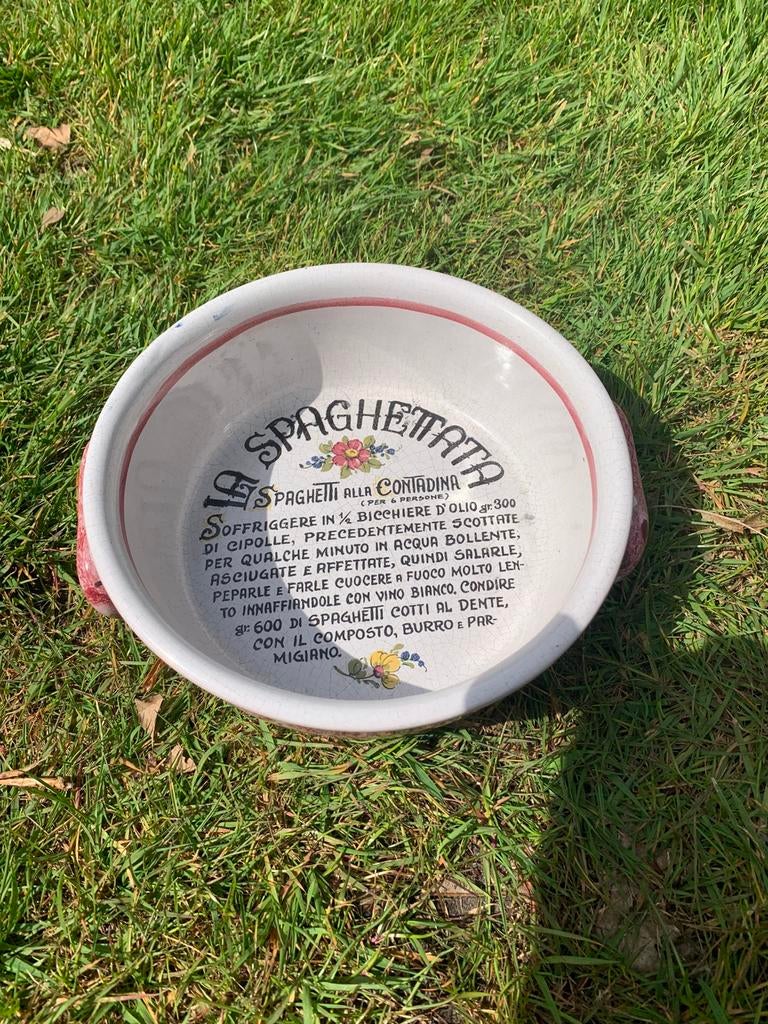 LA SPAGHETTATA
SPAGHETTI ALLA CONTADINA
(PER 6 PERSONE)
SOFFRIGGERE IN ½ BICCHIERE D'OLIO gr. 300
DI CIPOLLE, PRECEDENTEMENTE SCOTTATE
PER QUALCHE MINUTO IN ACQUA BOLLENTE,
ASCIUGATE E AFFETTATE, QUINDI SALARLE,
PEPARLE E FARLE CUOCERE A FUOCO MOLTO LEN-
TO INNAFFIANDOLE CON VINO BIANCO. CONDIRE
gr. 600 DI SPAGHETTI COTTI AL DENTE,
CON IL COMPOSTO, BURRO E PAR-
MIGIANO.